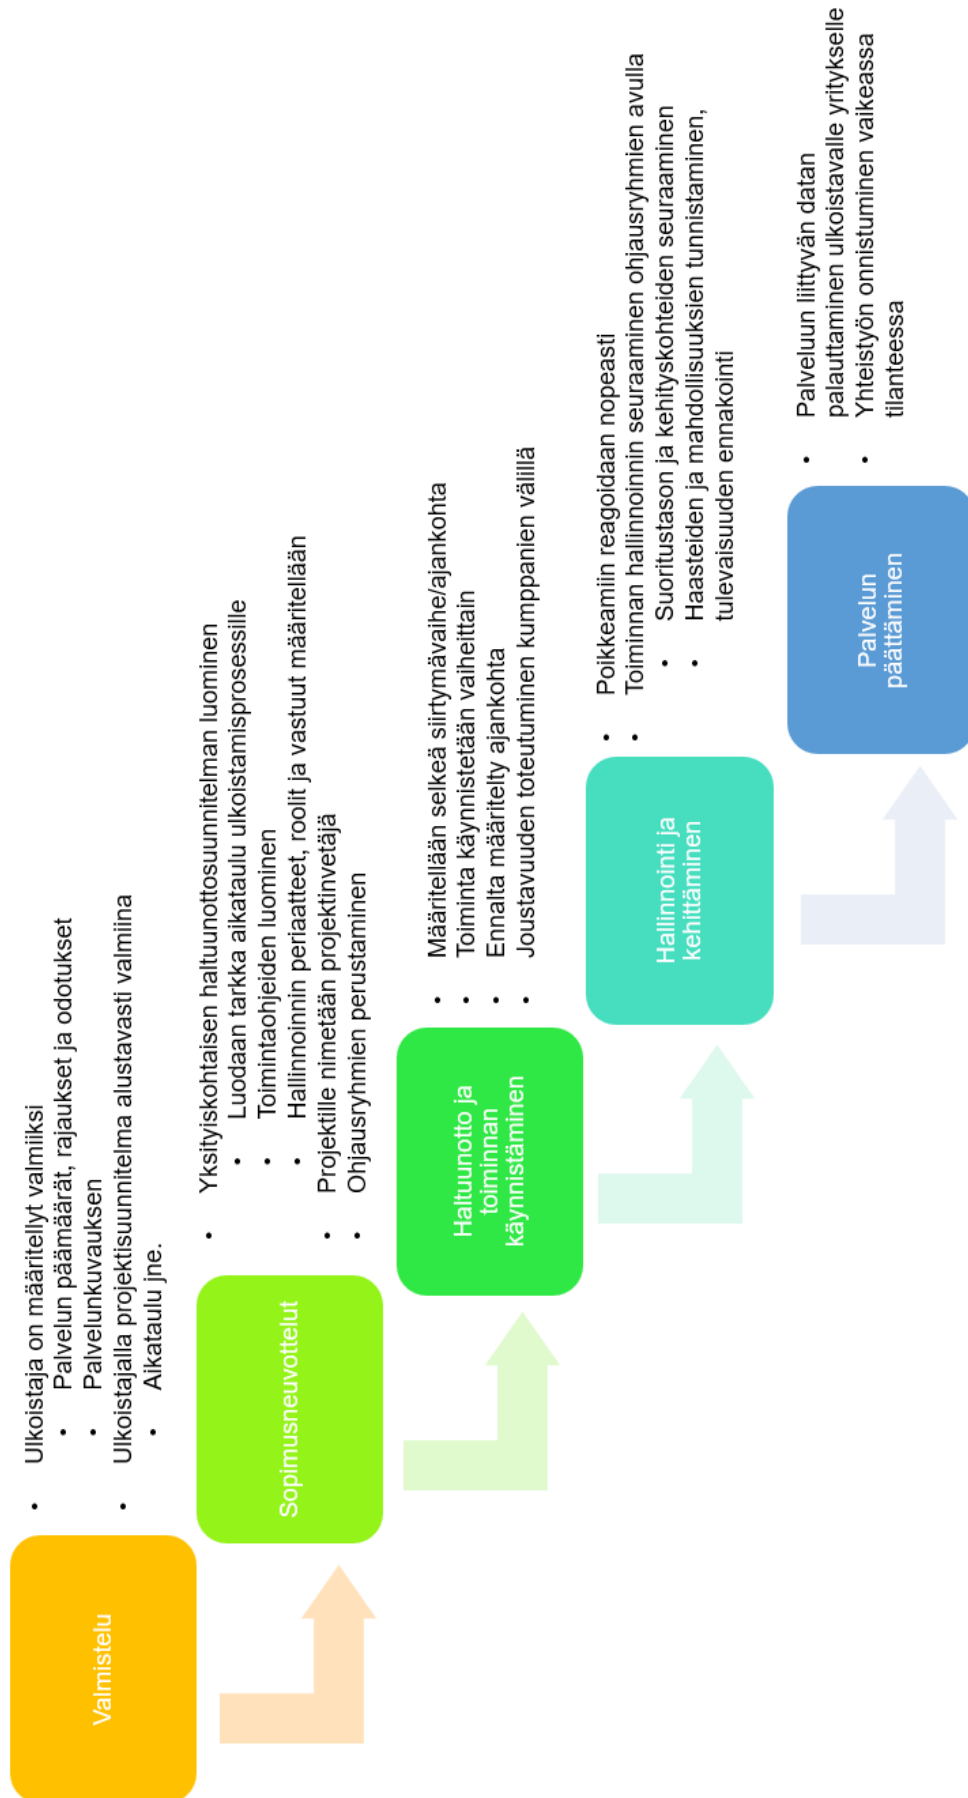 Valmistelu
• Ulkoistaja on määritellyt valmiiksi
• Palvelun päämäärät, rajaukset ja odotukset
• Palvelunkuvauksen
• Ulkoistajalla projektisuunnitelma alustavasti valmiina
• Aikataulu jne.
Sopimusneuvottelut
• Yksityiskohtaisen haltuunottosuunnitelman luominen
• Luodaan tarkka aikataulu ulkoistamisprosessille
• Toimintaohjeiden luominen
• Hallinnoinnin periaatteet, roolit ja vastuut määritellään
• Projektille nimetään projektinvetäjä
• Ohjausryhmien perustaminen
Haltuunotto ja
toiminnan
käynnistäminen
• Määritellään selkeä siirtymävaihe/ajankohta
• Toiminta käynnistetään vaiheittain
• Ennalta määritelty ajankohta
• Joustavuuden toteutuminen kumppanien välillä
Hallinnointi ja
kehittäminen
• Poikkeamiin reagoidaan nopeasti
• Toiminnan hallinnoinnin seuraaminen ohjausryhmien avulla
• Suoritustason ja kehityskohteiden seuraaminen
• Haasteiden ja mahdollisuuksien tunnistaminen,
tulevaisuuden ennakointi
Palvelun
päättäminen
• Palveluun liittyvän datan
palauttaminen ulkoistavalle yritykselle
• Yhteistyön onnistuminen vaikeassa
tilanteessa